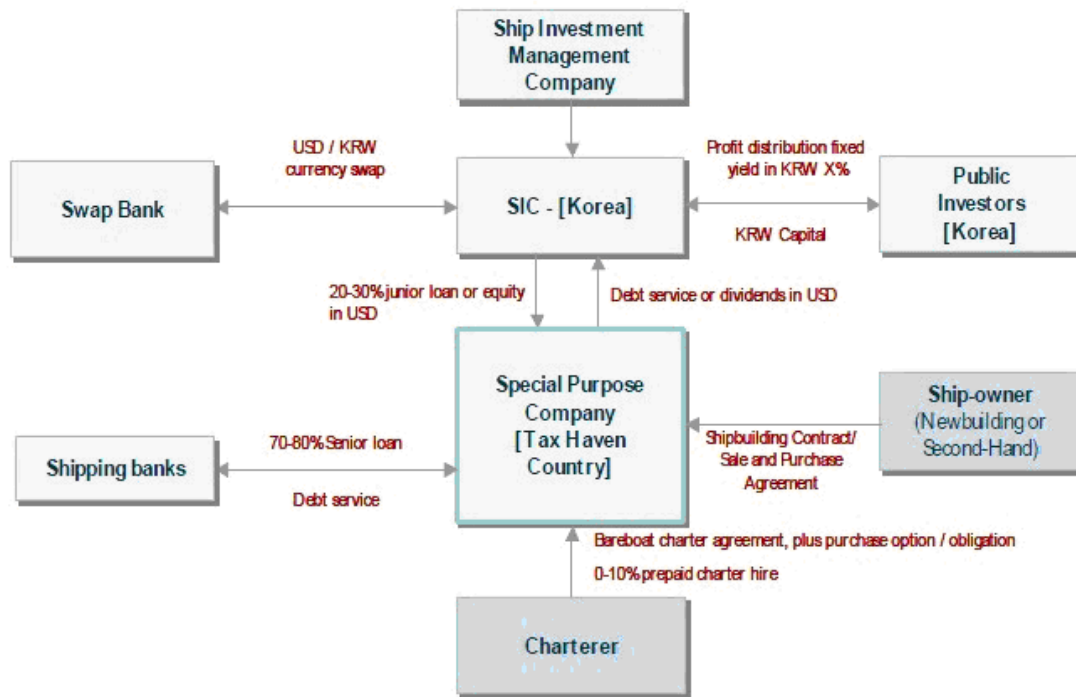 Ship Investment
Management
Company
USD / KRW
currency swap
Profit distribution fixed
yield in KRW X%
Swap Bank
SIC - [Korea]
Public
Investors
[Korea]
KRW Capital
20-30% junior loan or equity
in USD
Debt service or dividends in USD
Special Purpose
Company
[Tax Haven
Country]
Ship-owner
(Newbuilding or
Second-Hand)
70-80% Senior loan
Shipping banks
Shipbuilding Contract/
Sale and Purchase
Agreement
Debt service
Bareboat charter agreement, plus purchase option / obligation
0-10% prepaid charter hire
Charterer